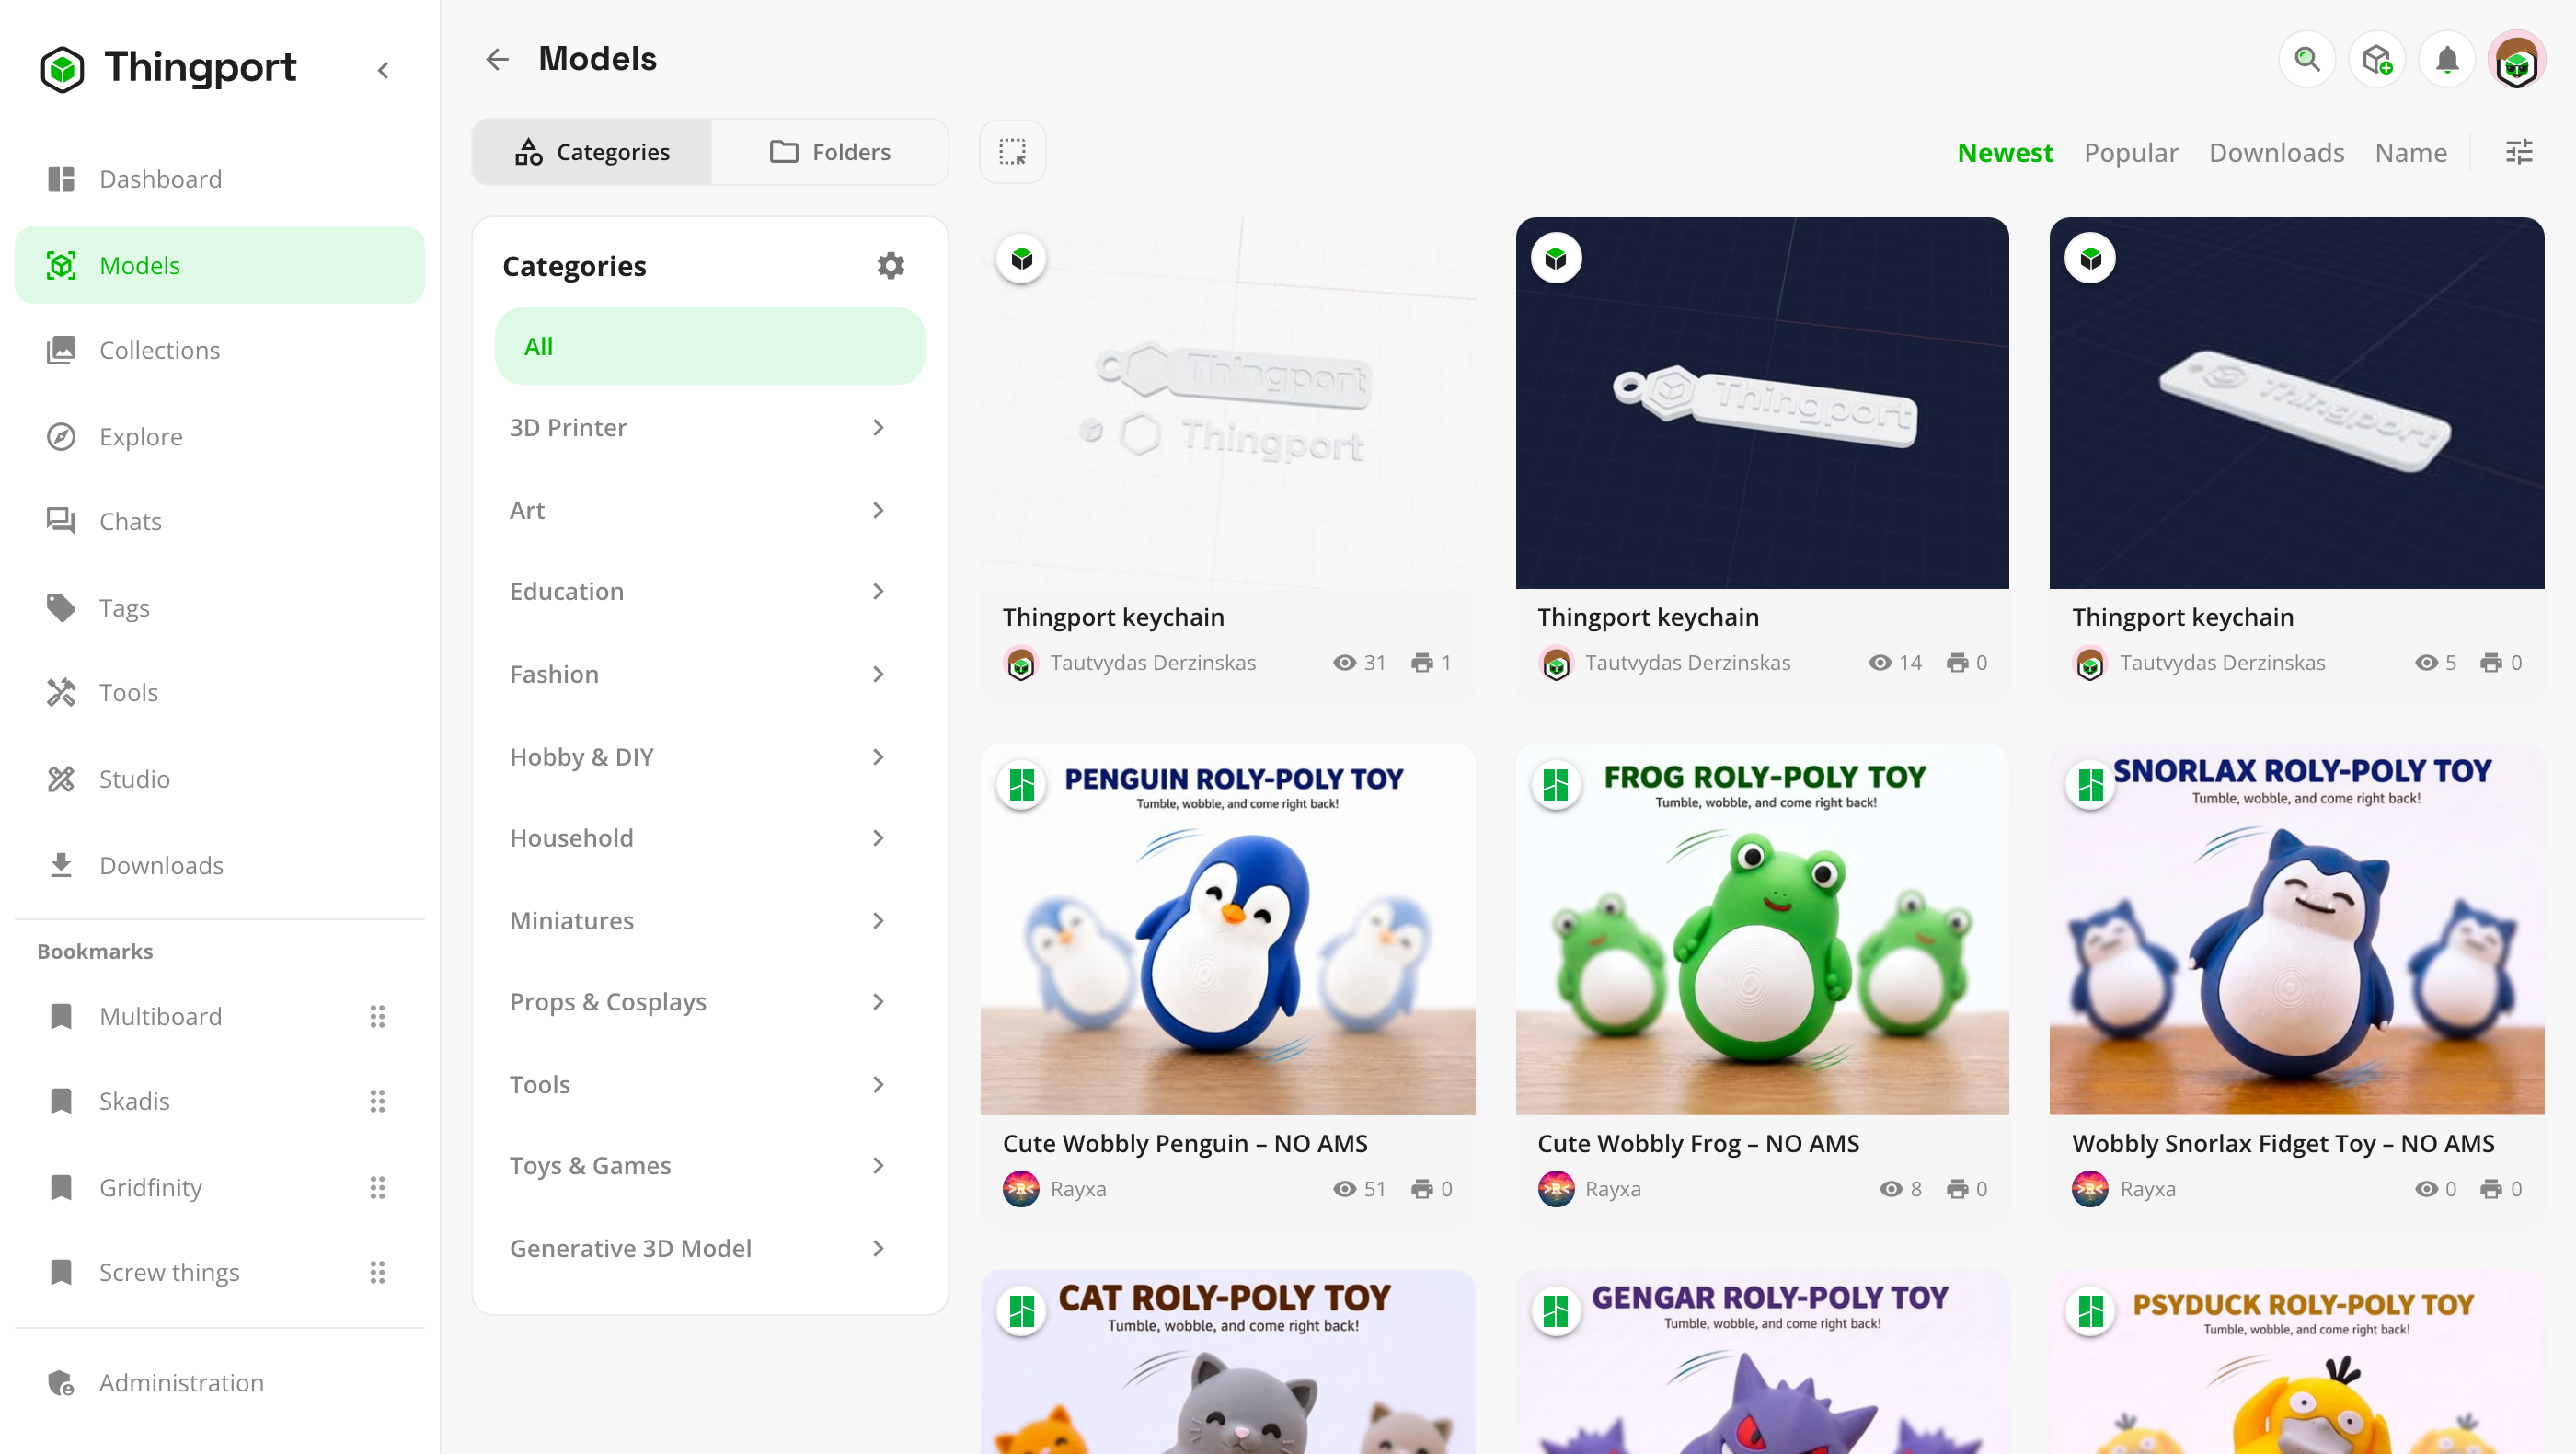 Thingport
Dashboard
Models
Collections
Explore
Chats
Tags
Tools
Studio
Downloads
Bookmarks
Multiboard
Skadis
Gridfinity
Screw things
Administration
Models
Categories
Folders
Newest
Popular
Downloads
Name
Categories
All
3D Printer
Art
Education
Fashion
Hobby & DIY
Household
Miniatures
Props & Cosplays
Tools
Toys & Games
Generative 3D Model
Thingport
Thingport
Thingport keychain
Tautvydas Derzinskas
31
1
Thingport
Thingport keychain
Tautvydas Derzinskas
14
0
Thingport
Thingport keychain
Tautvydas Derzinskas
5
0
PENGUIN ROLY-POLY TOY
Tumble, wobble, and come right back!
Cute Wobbly Penguin – NO AMS
>R<
Rayxa
51
0
FROG ROLY-POLY TOY
Tumble, wobble, and come right back!
Cute Wobbly Frog – NO AMS
>R<
Rayxa
8
0
SNORLAX ROLY-POLY TOY
Tumble, wobble, and come right back!
Wobbly Snorlax Fidget Toy – NO AMS
>R<
Rayxa
0
0
CAT ROLY-POLY TOY
Tumble, wobble, and come right back!
GENGAR ROLY-POLY TOY
Tumble, wobble, and come right back!
PSYDUCK ROLY-POLY TOY
Tumble, wobble, and come right back!